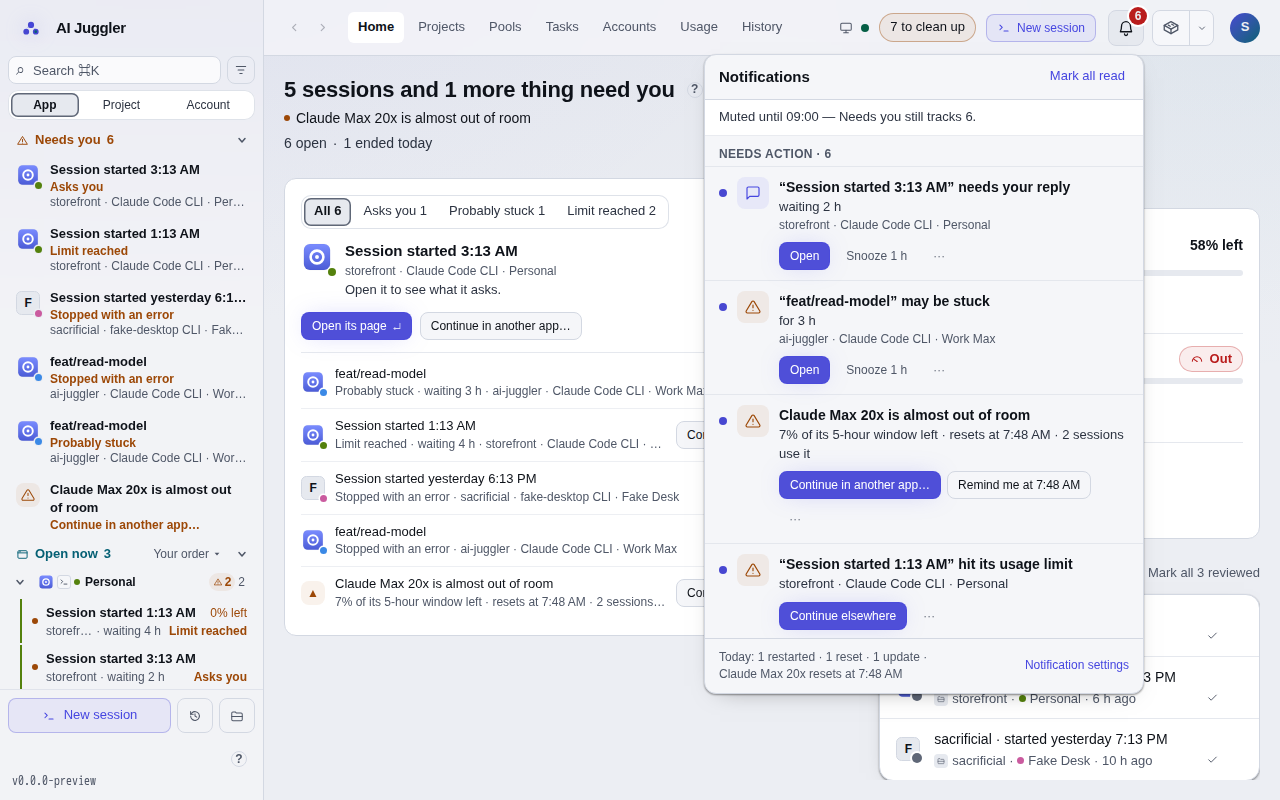 AI Juggler
Search ⌘K
App Project Account
Needs you 6
Session started 3:13 AM
Asks you
storefront · Claude Code CLI · Per…
Session started 1:13 AM
Limit reached
storefront · Claude Code CLI · Per…
F
Session started yesterday 6:1…
Stopped with an error
sacrificial · fake-desktop CLI · Fak…
feat/read-model
Stopped with an error
ai-juggler · Claude Code CLI · Wor…
feat/read-model
Probably stuck
ai-juggler · Claude Code CLI · Wor…
Claude Max 20x is almost out
of room
Continue in another app…
Open now 3 Your order
Personal 2 2
Session started 1:13 AM 0% left
storefr… · waiting 4 h Limit reached
Session started 3:13 AM
storefront · waiting 2 h Asks you
New session
?
v0.0.0-preview
Home Projects Pools Tasks Accounts Usage History
7 to clean up
New session
6
S
5 sessions and 1 more thing need you ?
Claude Max 20x is almost out of room
6 open · 1 ended today
All 6 Asks you 1 Probably stuck 1 Limit reached 2
Session started 3:13 AM
storefront · Claude Code CLI · Personal
Open it to see what it asks.
Open its page ↵ Continue in another app…
feat/read-model
Probably stuck · waiting 3 h · ai-juggler · Claude Code CLI · Work Ma
Session started 1:13 AM
Limit reached · waiting 4 h · storefront · Claude Code CLI · …
F
Session started yesterday 6:13 PM
Stopped with an error · sacrificial · fake-desktop CLI · Fake Desk
feat/read-model
Stopped with an error · ai-juggler · Claude Code CLI · Work Max
Claude Max 20x is almost out of room
7% of its 5-hour window left · resets at 7:48 AM · 2 sessions…
Notifications Mark all read
Muted until 09:00 — Needs you still tracks 6.
NEEDS ACTION · 6
“Session started 3:13 AM” needs your reply
waiting 2 h
storefront · Claude Code CLI · Personal
Open Snooze 1 h ···
“feat/read-model” may be stuck
for 3 h
ai-juggler · Claude Code CLI · Work Max
Open Snooze 1 h ···
Claude Max 20x is almost out of room
7% of its 5-hour window left · resets at 7:48 AM · 2 sessions
use it
Continue in another app… Remind me at 7:48 AM
···
“Session started 1:13 AM” hit its usage limit
storefront · Claude Code CLI · Personal
Continue elsewhere ···
Today: 1 restarted · 1 reset · 1 update ·
Claude Max 20x resets at 7:48 AM
Notification settings
58% left
Out
Mark all 3 reviewed
3 PM
storefront · Personal · 6 h ago
F
sacrificial · started yesterday 7:13 PM
sacrificial · Fake Desk · 10 h ago